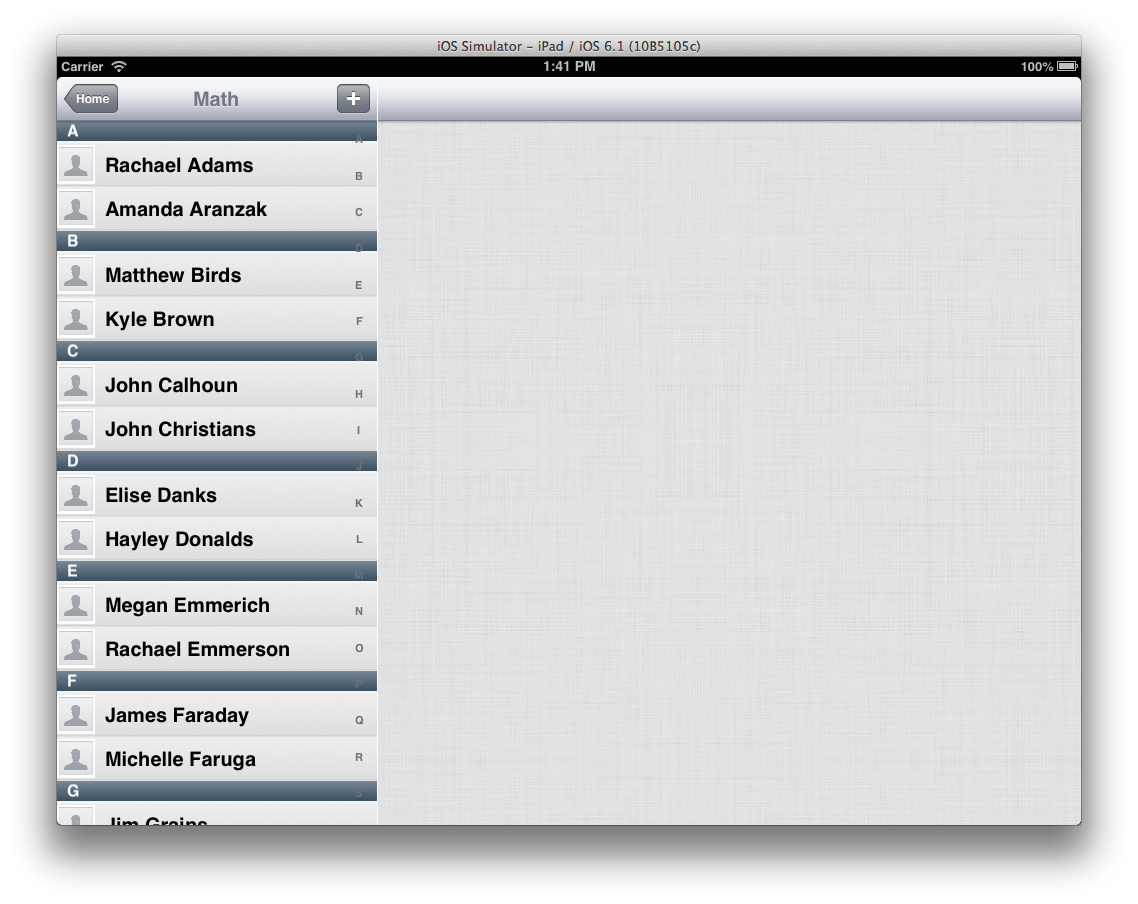 iOS Simulator – iPad / iOS 6.1 (10B5105c)
Carrier 1:41 PM 100%
Home Math +
A
A
Rachael Adams
B
Amanda Aranzak
C
B
D
Matthew Birds
E
Kyle Brown
F
C
G
John Calhoun
H
John Christians
I
D
J
Elise Danks
K
Hayley Donalds
L
E
M
Megan Emmerich
N
Rachael Emmerson
O
F
P
James Faraday
Q
Michelle Faruga
R
G
S
Jim Grains